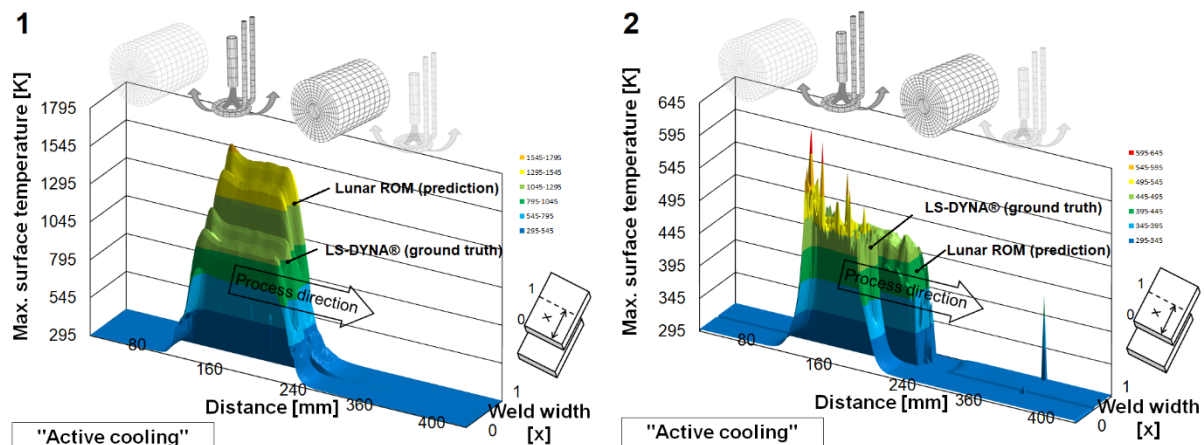 1
Max. surface temperature [K]
1795
1545
1295
1045
795
545
295
1545-1795
1295-1545
1045-1295
795-1045
545-795
295-545
Lunar ROM (prediction)
LS-DYNA® (ground truth)
Process direction
1
0
x
80
160
240
360
400
Distance [mm]
1
0
Weld width
[x]
"Active cooling"
2
Max. surface temperature [K]
645
595
545
495
445
395
345
295
595-645
545-595
495-545
445-495
395-445
345-395
295-345
LS-DYNA® (ground truth)
Lunar ROM (prediction)
Process direction
1
0
x
80
160
240
360
400
Distance [mm]
1
0
Weld width
[x]
"Active cooling"